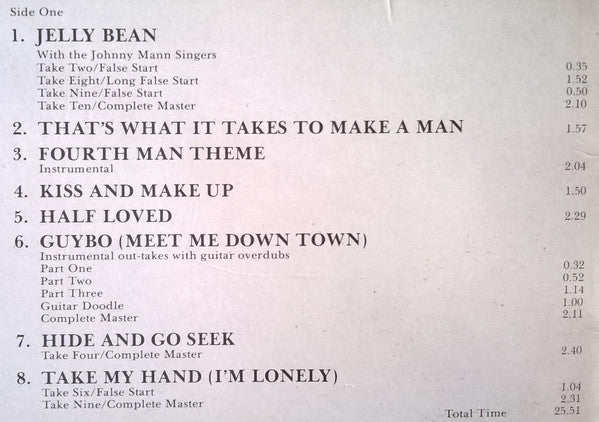 Side One
1. JELLY BEAN
With the Johnny Mann Singers
Take Two/False Start 0.35
Take Eight/Long False Start 1.52
Take Nine/False Start 0.50
Take Ten/Complete Master 2.10
2. THAT'S WHAT IT TAKES TO MAKE A MAN 1.57
3. FOURTH MAN THEME
Instrumental 2.04
4. KISS AND MAKE UP 1.50
5. HALF LOVED 2.29
6. GUYBO (MEET ME DOWN TOWN)
Instrumental out-takes with guitar overdubs
Part One 0.32
Part Two 0.52
Part Three 1.14
Guitar Doodle 1.00
Complete Master 2.11
7. HIDE AND GO SEEK
Take Four/Complete Master 2.40
8. TAKE MY HAND (I'M LONELY)
Take Six/False Start 1.04
Take Nine/Complete Master 2.31
Total Time 25.51